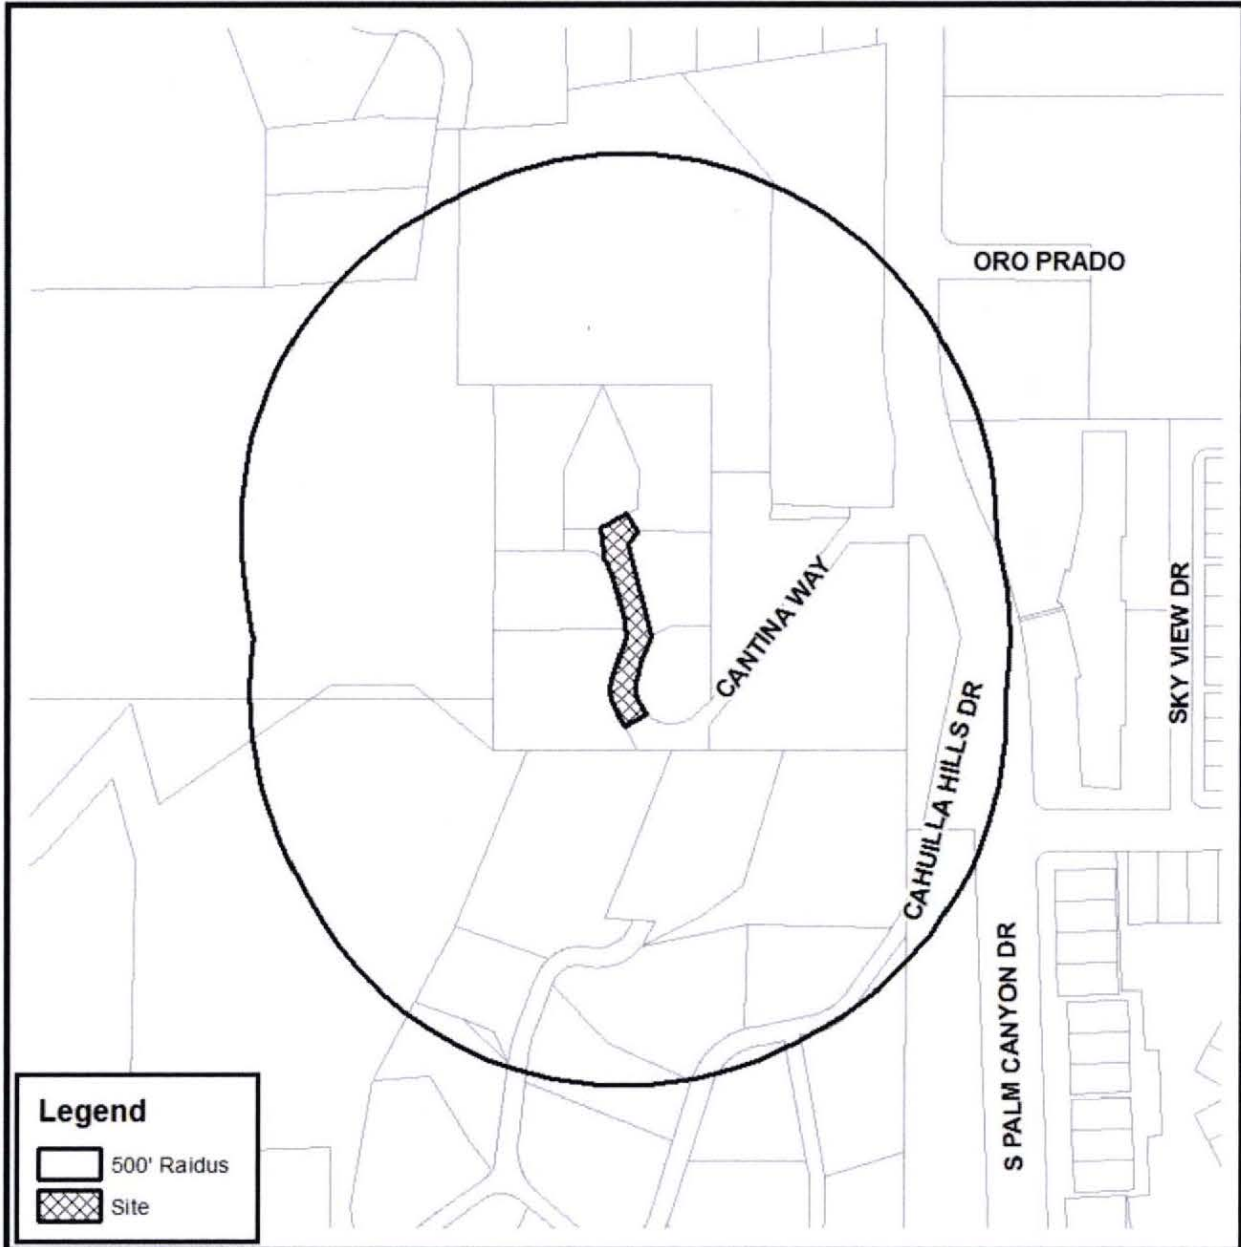 ORO PRADO
CANTINA WAY
SKY VIEW DR
CAHUILLA HILLS DR
S PALM CANYON DR
Legend
500' Raidus
Site